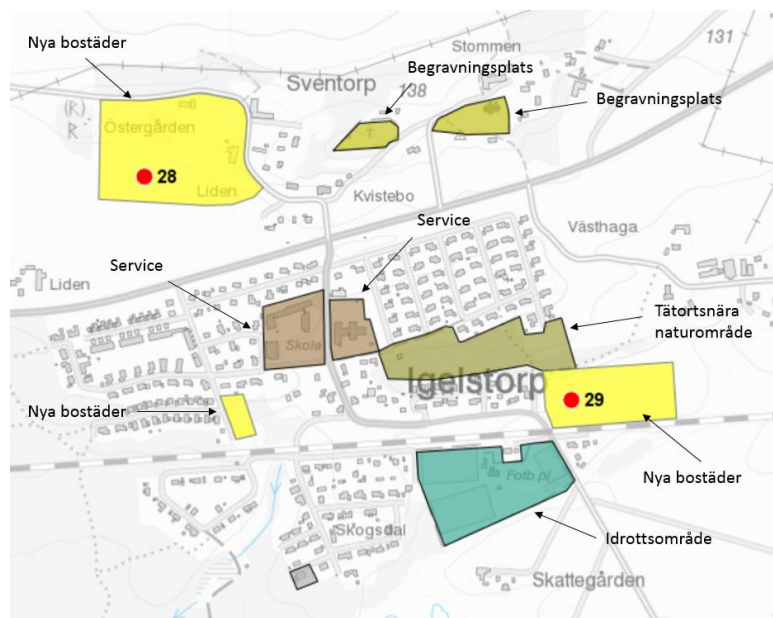 Nya bostäder
Stommen
131
Begravningsplats
Sventorp
138
Begravningsplats
(R)
R
Östergården
28
Liden
Kvistebo
Service
Västhaga
Service
Liden
Tätortsnära
naturområde
Skola
Igelstorp
29
Nya bostäder
Nya bostäder
Fotb.pl
Skogsdal
Idrottsområde
Skattegården